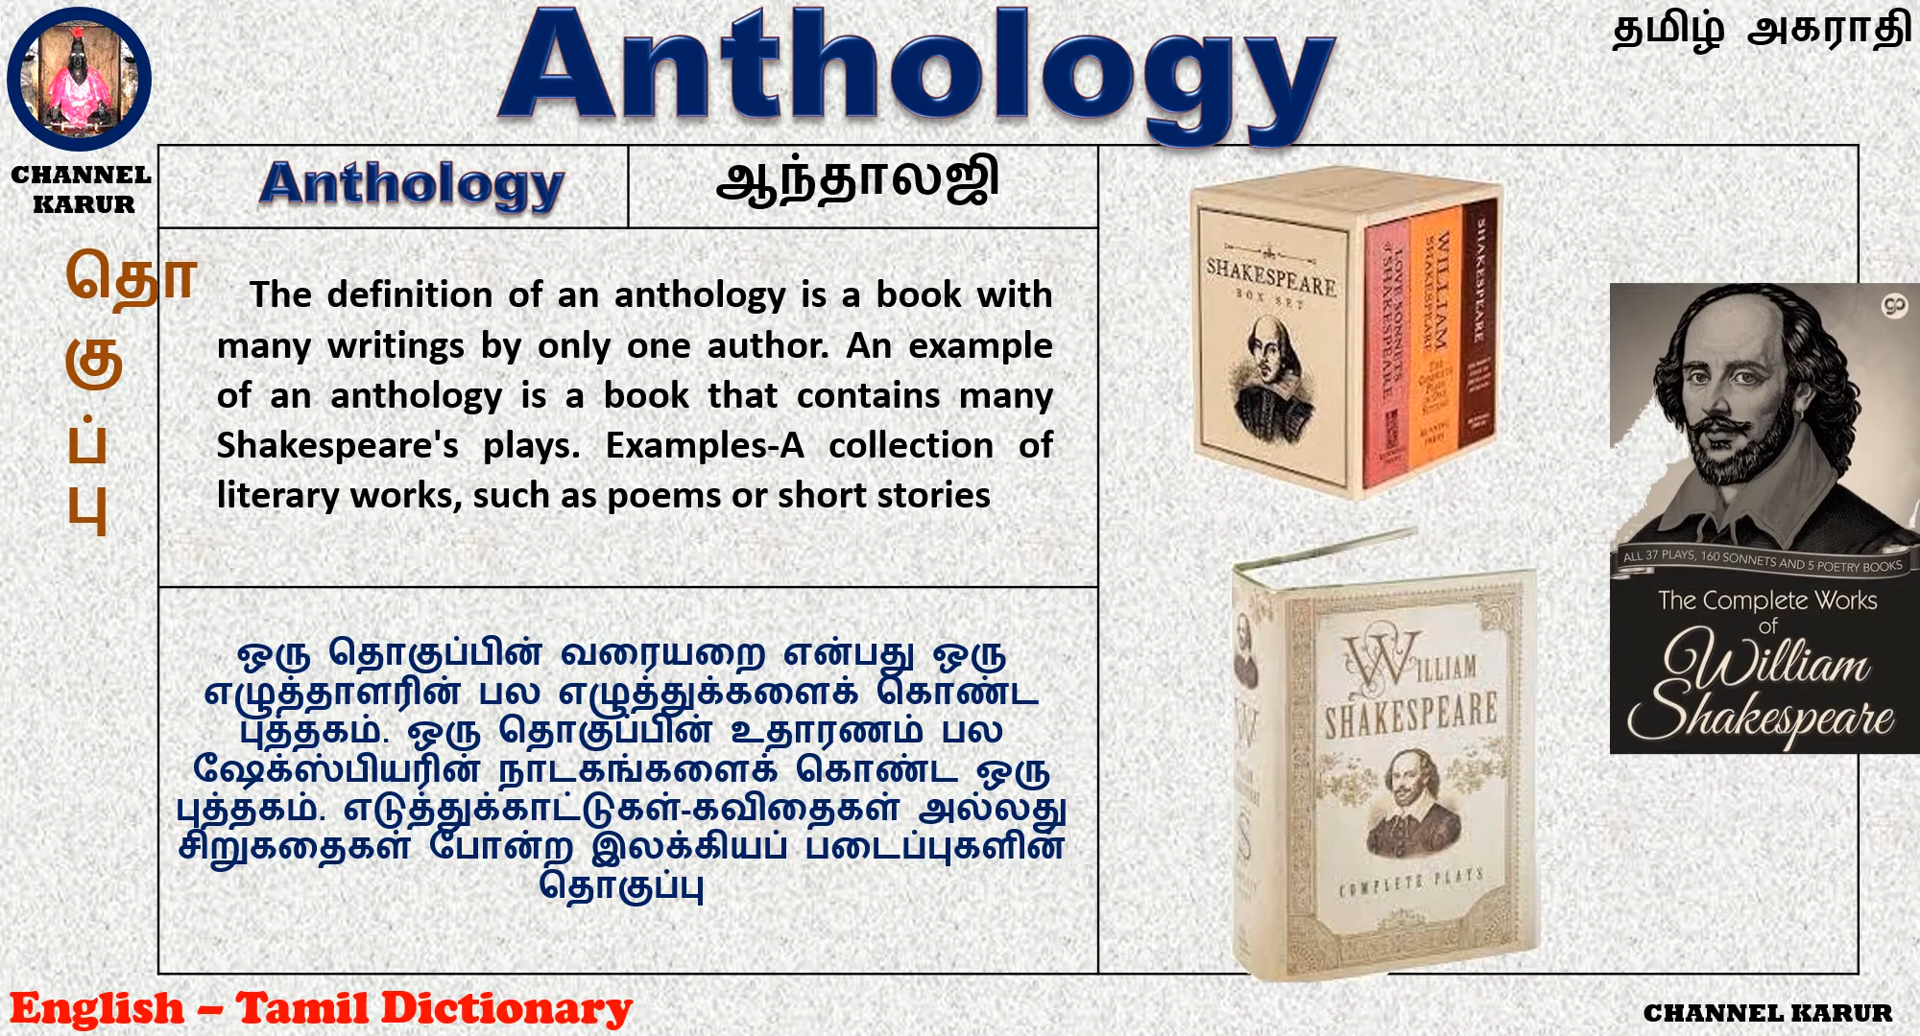 Anthology
தமிழ் அகராதி
CHANNEL
KARUR
Anthology
ஆந்தாலஜி
தொ
கு
ப்
பு
The definition of an anthology is a book with
many writings by only one author. An example
of an anthology is a book that contains many
Shakespeare's plays. Examples-A collection of
literary works, such as poems or short stories
ஒரு தொகுப்பின் வரையறை என்பது ஒரு
எழுத்தாளரின் பல எழுத்துக்களைக் கொண்ட
புத்தகம். ஒரு தொகுப்பின் உதாரணம் பல
ஷேக்ஸ்பியரின் நாடகங்களைக் கொண்ட ஒரு
புத்தகம். எடுத்துக்காட்டுகள்-கவிதைகள் அல்லது
சிறுகதைகள் போன்ற இலக்கியப் படைப்புகளின்
தொகுப்பு
SHAKESPEARE
BOX SET
LOVE SONNETS
of SHAKESPEARE
WILLIAM
SHAKESPEARE
SHAKESPEARE
WILLIAM
SHAKESPEARE
COMPLETE PLAYS
go
ALL 37 PLAYS, 160 SONNETS AND 5 POETRY BOOKS
The Complete Works
of
William
Shakespeare
English – Tamil Dictionary
CHANNEL KARUR